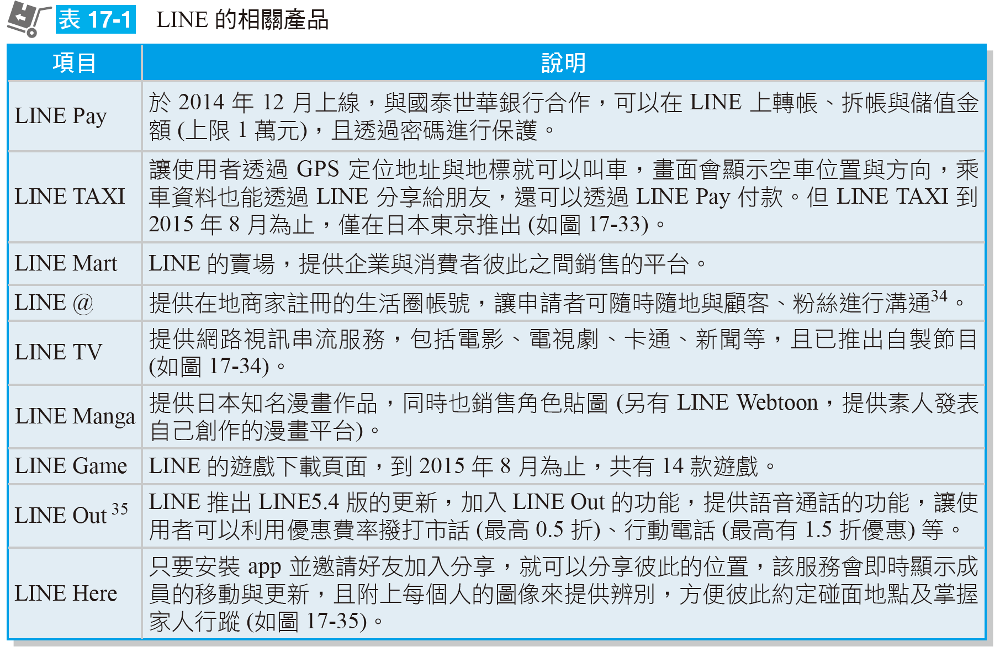 表 17-1 LINE 的相關產品
項目 說明
LINE Pay
於 2014 年 12 月上線，與國泰世華銀行合作，可以在 LINE 上轉帳、拆帳與儲值金
額 (上限 1 萬元)，且透過密碼進行保護。
LINE TAXI
讓使用者透過 GPS 定位地址與地標就可以叫車，畫面會顯示空車位置與方向，乘
車資料也能透過 LINE 分享給朋友，還可以透過 LINE Pay 付款。但 LINE TAXI 到
2015 年 8 月為止，僅在日本東京推出 (如圖 17-33)。
LINE Mart
LINE 的賣場，提供企業與消費者彼此之間銷售的平台。
LINE @
提供在地商家註冊的生活圈帳號，讓申請者可隨時隨地與顧客、粉絲進行溝通34。
LINE TV
提供網路視訊串流服務，包括電影、電視劇、卡通、新聞等，且已推出自製節目
(如圖 17-34)。
LINE Manga
提供日本知名漫畫作品，同時也銷售角色貼圖 (另有 LINE Webtoon，提供素人發表
自己創作的漫畫平台)。
LINE Game
LINE 的遊戲下載頁面，到 2015 年 8 月為止，共有 14 款遊戲。
LINE Out 35
LINE 推出 LINE5.4 版的更新，加入 LINE Out 的功能，提供語音通話的功能，讓使
用者可以利用優惠費率撥打市話 (最高 0.5 折)、行動電話 (最高有 1.5 折優惠) 等。
LINE Here
只要安裝 app 並邀請好友加入分享，就可以分享彼此的位置，該服務會即時顯示成
員的移動與更新，且附上每個人的圖像來提供辨別，方便彼此約定碰面地點及掌握
家人行蹤 (如圖 17-35)。